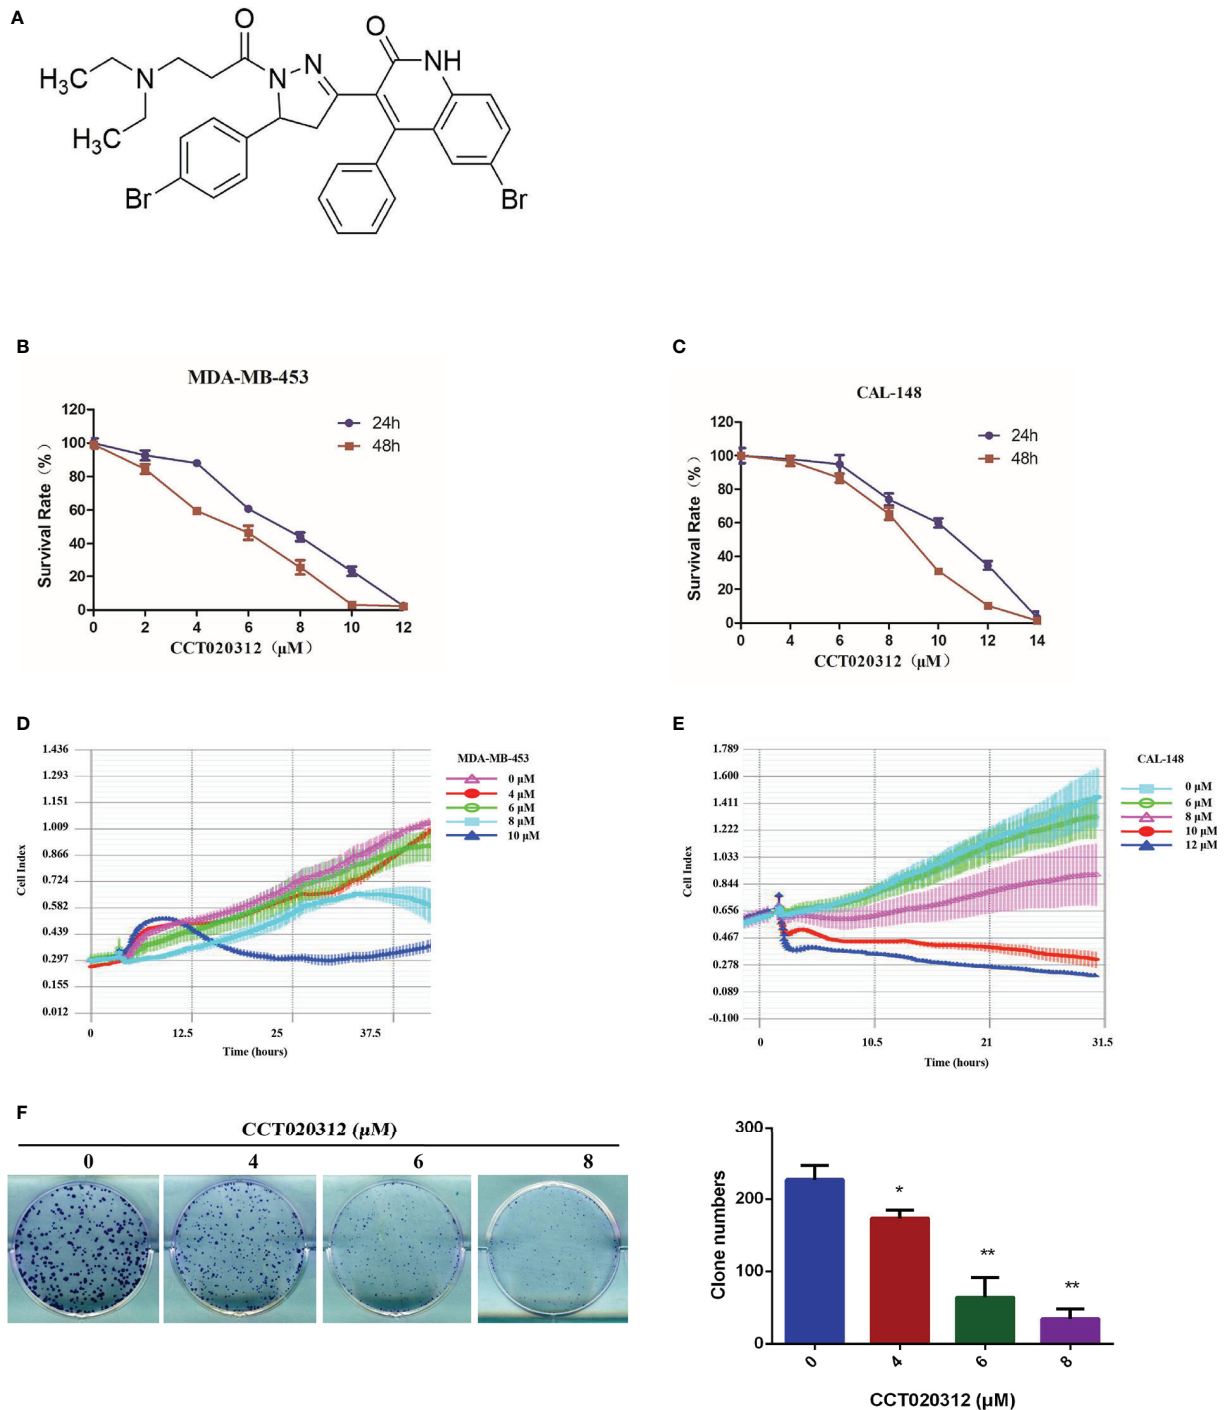 A
O
O
N
N
NH
N
H₃C
H₃C
Br
Br
B
MDA-MB-453
Survival Rate (%)
120
100
80
60
40
20
0
24h
48h
0 2 4 6 8 10 12
CCT020312 (μM)
C
CAL-148
Survival Rate (%)
120
100
80
60
40
20
0
24h
48h
0 4 6 8 10 12 14
CCT020312 (μM)
D
Cell Index
1.436
1.293
1.151
1.009
0.866
0.724
0.582
0.439
0.297
0.155
0.012
0 12.5 25 37.5
Time (hours)
MDA-MB-453
0 μM
4 μM
6 μM
8 μM
10 μM
E
Cell Index
1.789
1.600
1.411
1.222
1.033
0.844
0.656
0.467
0.278
0.089
-0.100
0 10.5 21 31.5
Time (hours)
CAL-148
0 μM
6 μM
8 μM
10 μM
12 μM
F
CCT020312 (μM)
0 4 6 8
Clone numbers
300
200
100
0
*
**
**
0 4 6 8
CCT020312 (μM)